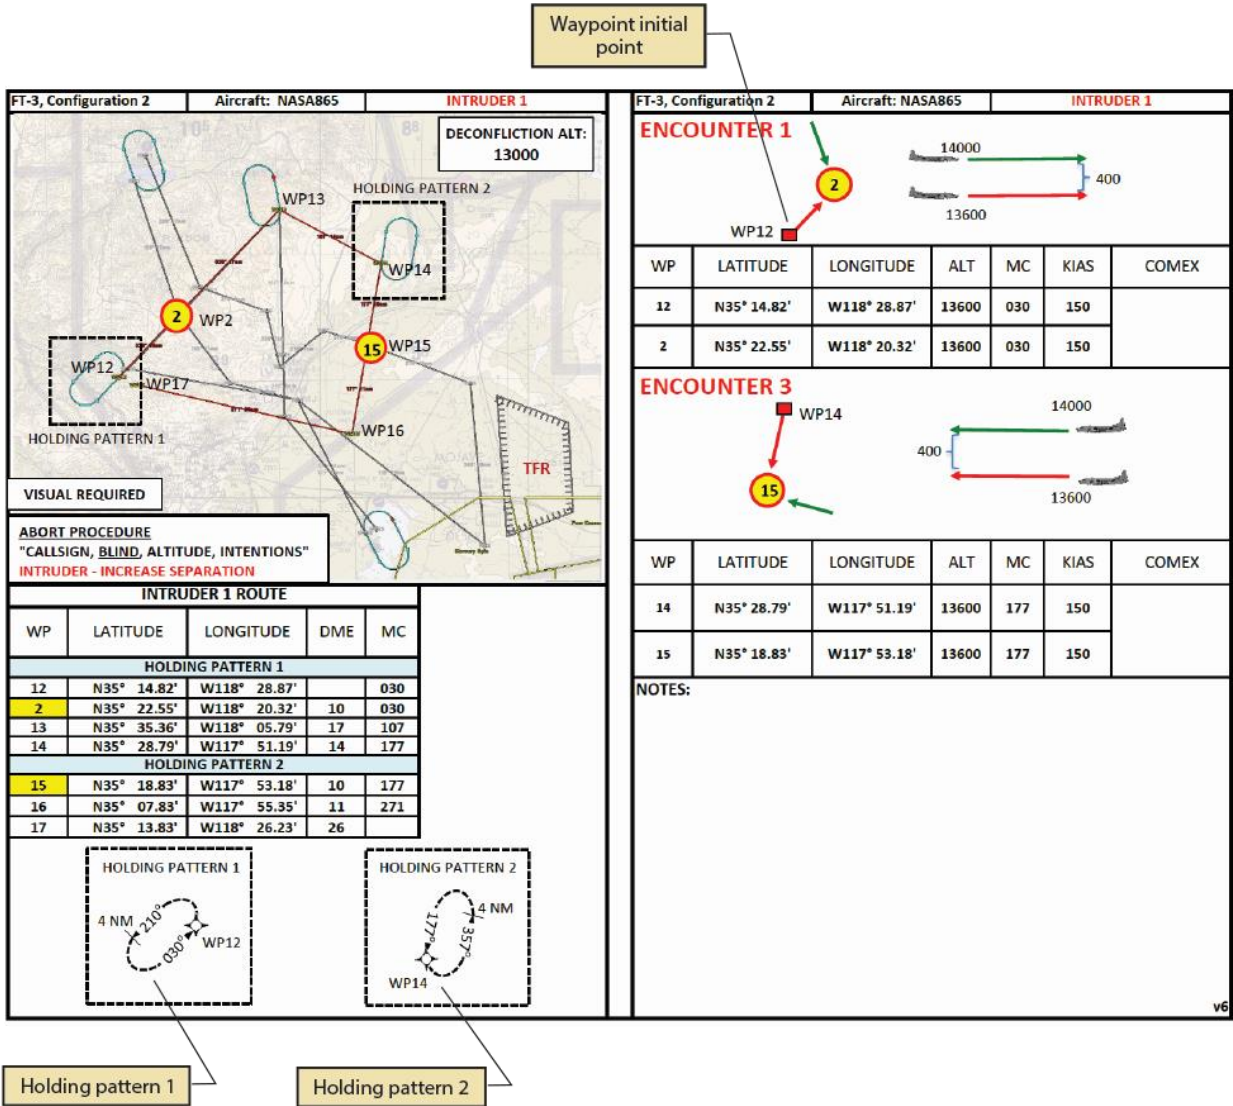 Waypoint initial
point
FT-3, Configuration 2 Aircraft: NASA865 INTRUDER 1
DECONFLICTION ALT:
13000
WP13
HOLDING PATTERN 2
WP14
2 WP2
15 WP15
WP12
WP17
WP16
HOLDING PATTERN 1
TFR
VISUAL REQUIRED
ABORT PROCEDURE
"CALLSIGN, BLIND, ALTITUDE, INTENTIONS"
INTRUDER - INCREASE SEPARATION
INTRUDER 1 ROUTE
WP LATITUDE LONGITUDE DME MC
HOLDING PATTERN 1
12 N35° 14.82' W118° 28.87' 030
2 N35° 22.55' W118° 20.32' 10 030
13 N35° 35.36' W118° 05.79' 17 107
14 N35° 28.79' W117° 51.19' 14 177
HOLDING PATTERN 2
15 N35° 18.83' W117° 53.18' 10 177
16 N35° 07.83' W117° 55.35' 11 271
17 N35° 13.83' W118° 26.23' 26
HOLDING PATTERN 1
4 NM
210°
030°
WP12
HOLDING PATTERN 2
4 NM
177°
357°
WP14
FT-3, Configuration 2 Aircraft: NASA865 INTRUDER 1
ENCOUNTER 1
2
WP12
14000
400
13600
WP LATITUDE LONGITUDE ALT MC KIAS COMEX
12 N35° 14.82' W118° 28.87' 13600 030 150
2 N35° 22.55' W118° 20.32' 13600 030 150
ENCOUNTER 3
WP14
15
14000
400
13600
WP LATITUDE LONGITUDE ALT MC KIAS COMEX
14 N35° 28.79' W117° 51.19' 13600 177 150
15 N35° 18.83' W117° 53.18' 13600 177 150
NOTES:
v6
Holding pattern 1
Holding pattern 2